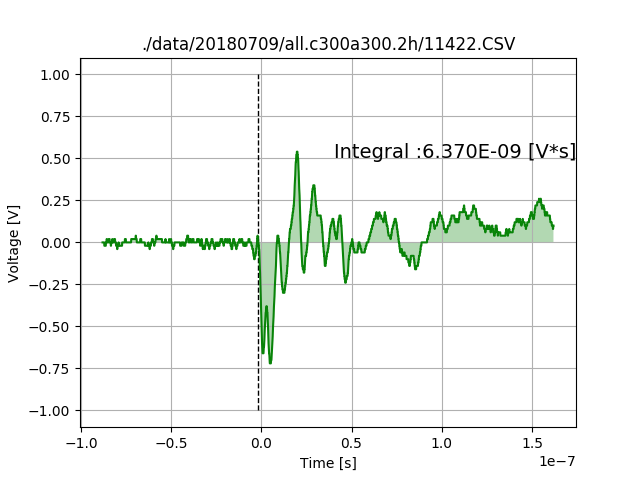 ./data/20180709/all.c300a300.2h/11422.CSV
1.00
0.75
0.50
0.25
0.00
−0.25
−0.50
−0.75
−1.00
Voltage [V]
Integral :6.370E-09 [V*s]
−1.0 −0.5 0.0 0.5 1.0 1.5
1e−7
Time [s]